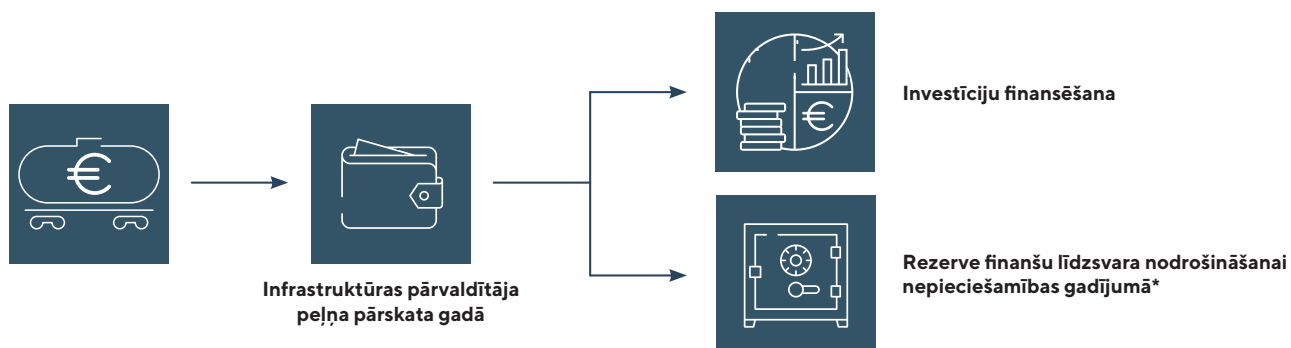 €
€
Investīciju finansēšana
Infrastruktūras pārvaldītāja
peļņa pārskata gadā
Rezerve finanšu līdzsvara nodrošināšanai
nepieciešamības gadījumā*